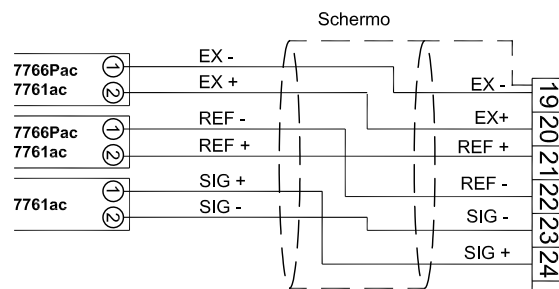 Schermo
7766Pac
7761ac
1
2
EX -
EX +
7766Pac
7761ac
1
2
REF -
REF +
7761ac
1
2
SIG +
SIG -
EX -
EX+
REF +
REF -
SIG -
SIG +
19
20
21
22
23
24